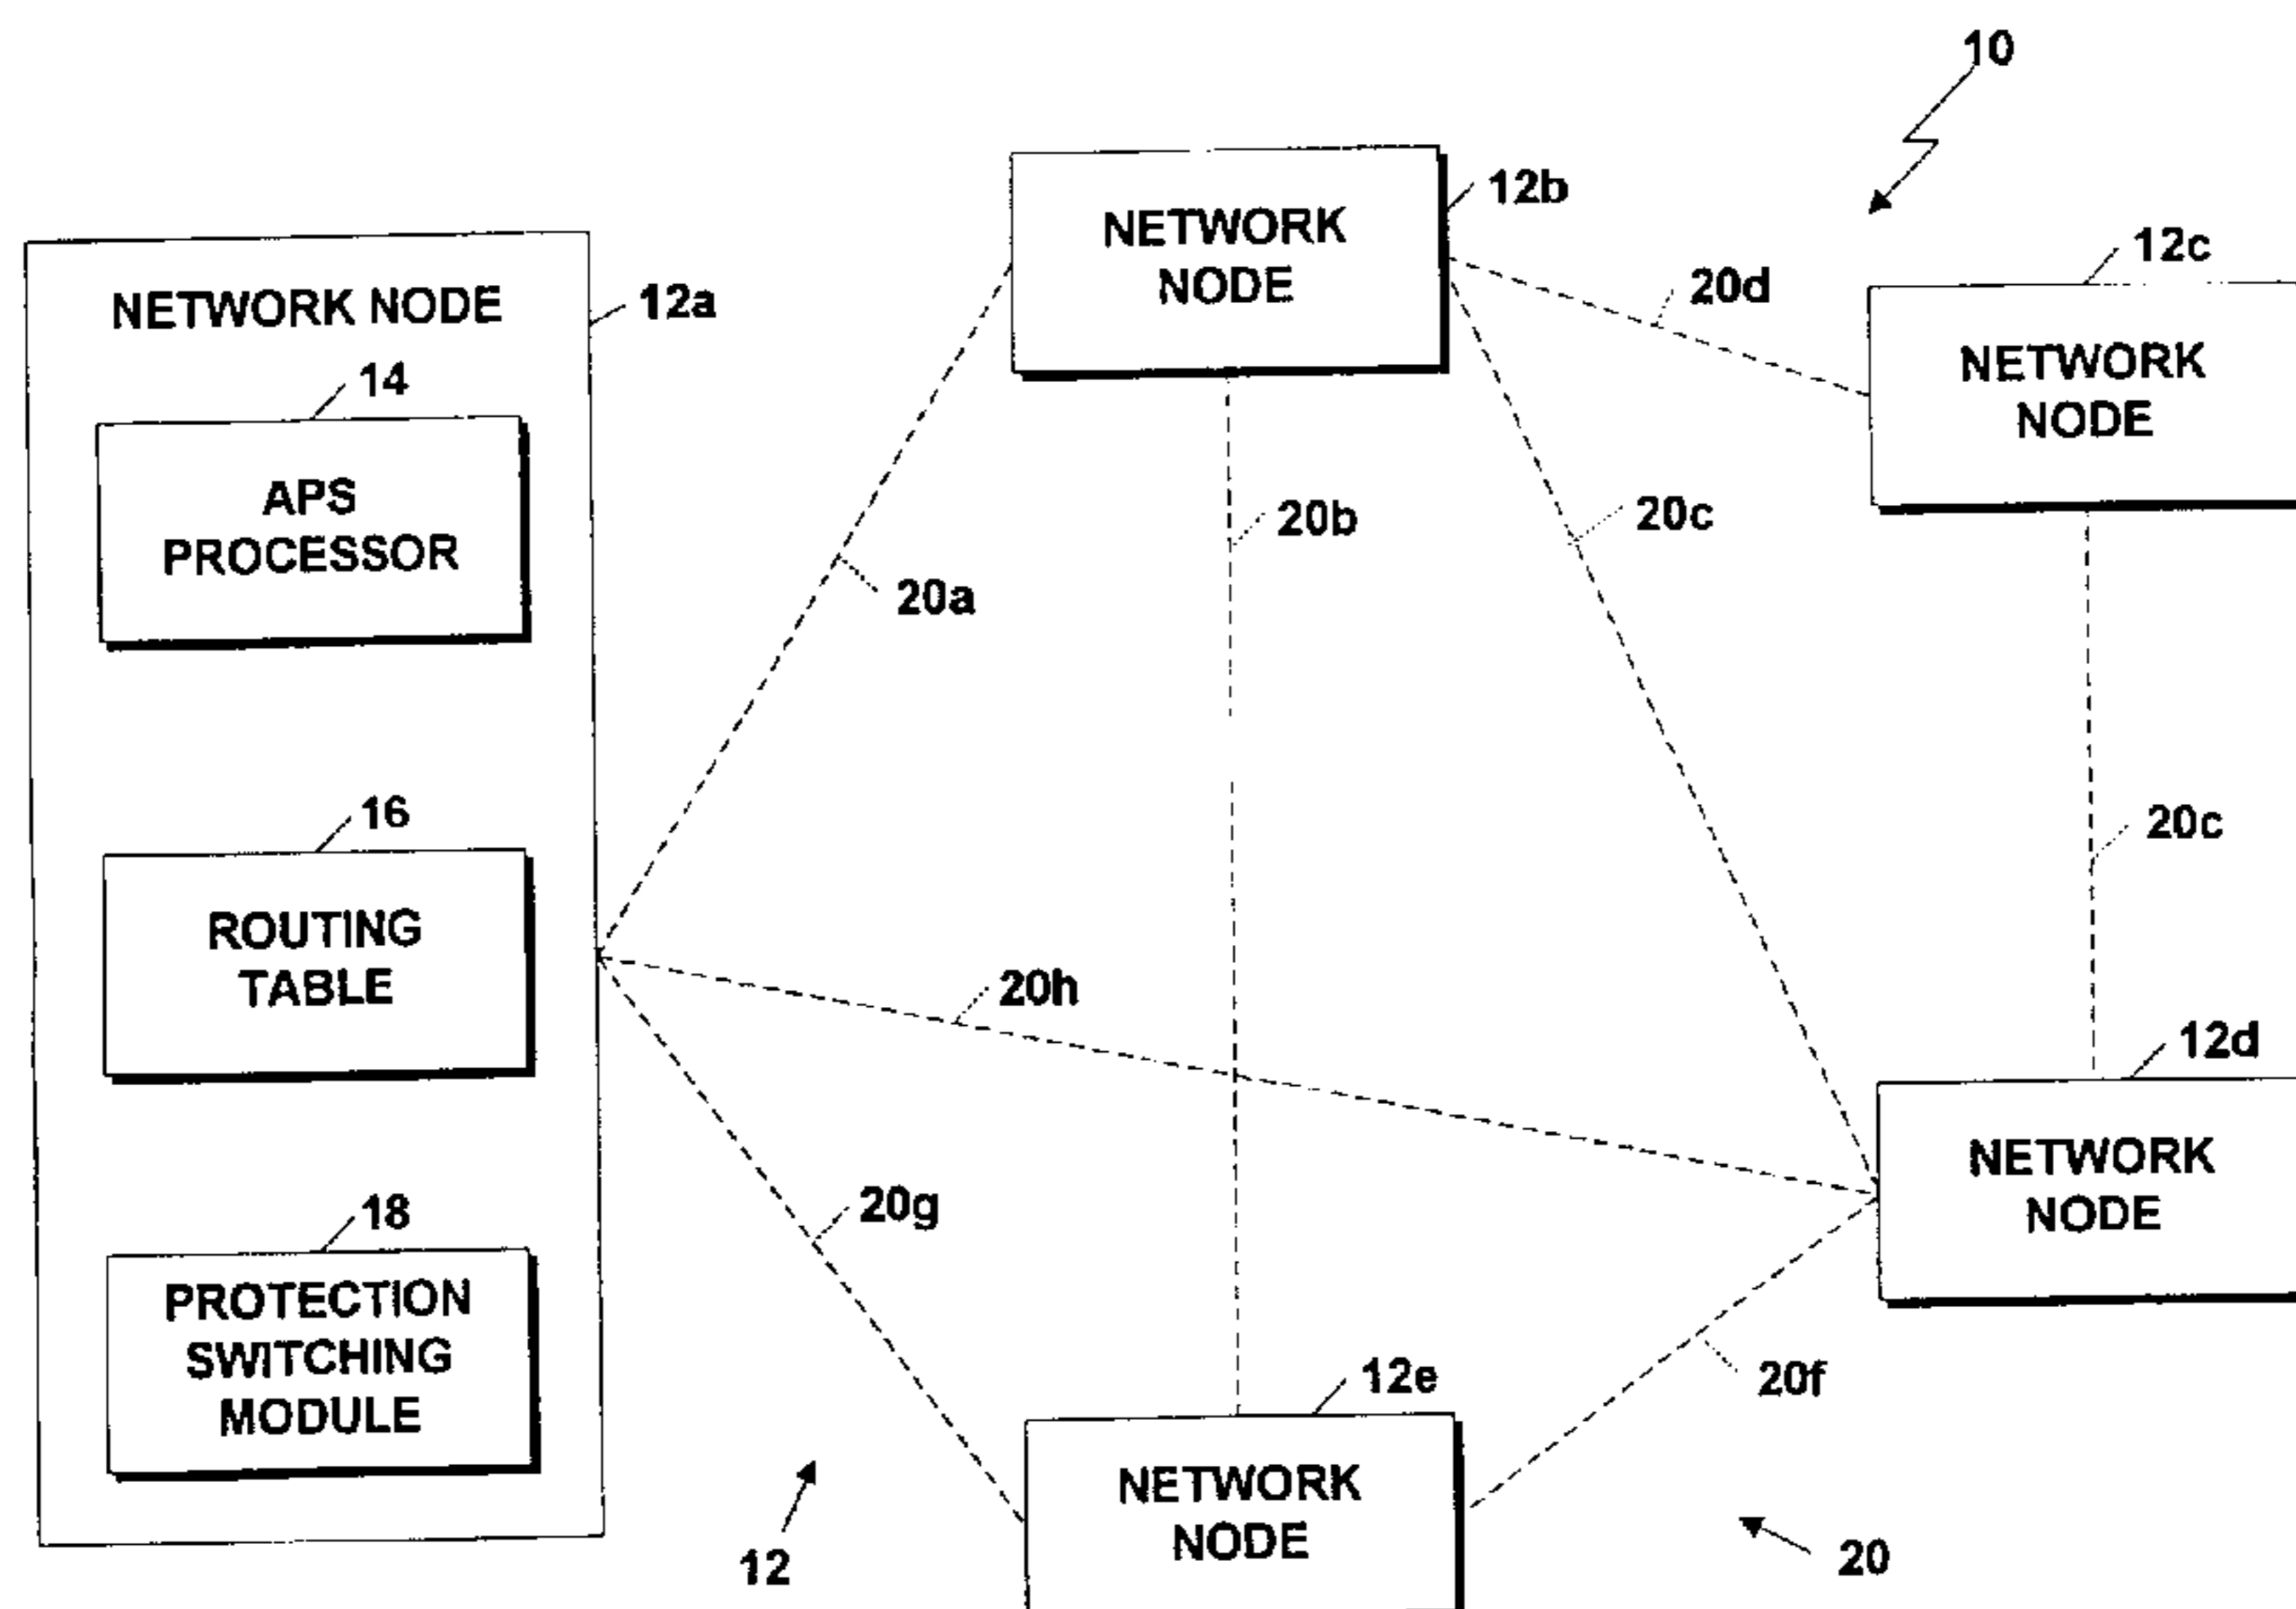 10
12b
NETWORK
NODE
12c
NETWORK NODE
12a
20d
NETWORK
NODE
14
APS
PROCESSOR
20b
20c
20a
16
20c
ROUTING
TABLE
20h
12d
NETWORK
NODE
18
20g
PROTECTION
SWITCHING
MODULE
12e
20f
NETWORK
NODE
12
20